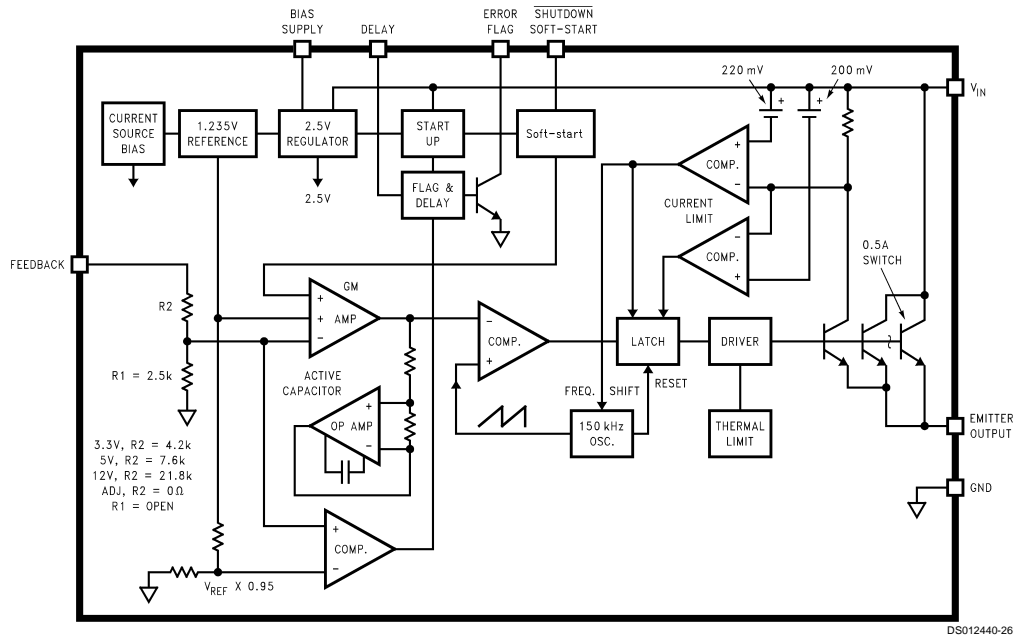 BIAS
SUPPLY
DELAY
ERROR
FLAG
SHUTDOWN
SOFT-START
220 mV
200 mV
VIN
CURRENT
SOURCE
BIAS
1.235V
REFERENCE
2.5V
REGULATOR
START
UP
Soft-start
2.5V
FLAG &
DELAY
+
+
+
COMP.
−
CURRENT
LIMIT
−
COMP.
+
0.5A
SWITCH
FEEDBACK
R2
R1 = 2.5k
GM
+
+ AMP
−
−
COMP.
+
LATCH
DRIVER
FREQ. SHIFT
RESET
ACTIVE
CAPACITOR
+
OP AMP
−
150 kHz
OSC.
THERMAL
LIMIT
EMITTER
OUTPUT
GND
3.3V, R2 = 4.2k
5V, R2 = 7.6k
12V, R2 = 21.8k
ADJ, R2 = 0Ω
R1 = OPEN
+
COMP.
−
VREF X 0.95
DS012440-26